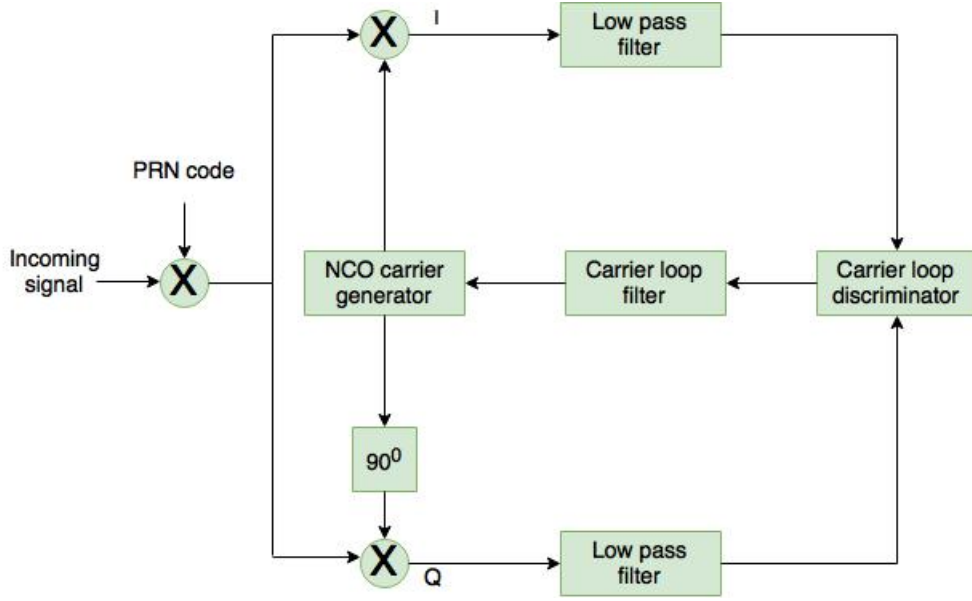 I
X
Low pass
filter
PRN code
Incoming
signal
X
NCO carrier
generator
Carrier loop
filter
Carrier loop
discriminator
90⁰
X
Q
Low pass
filter